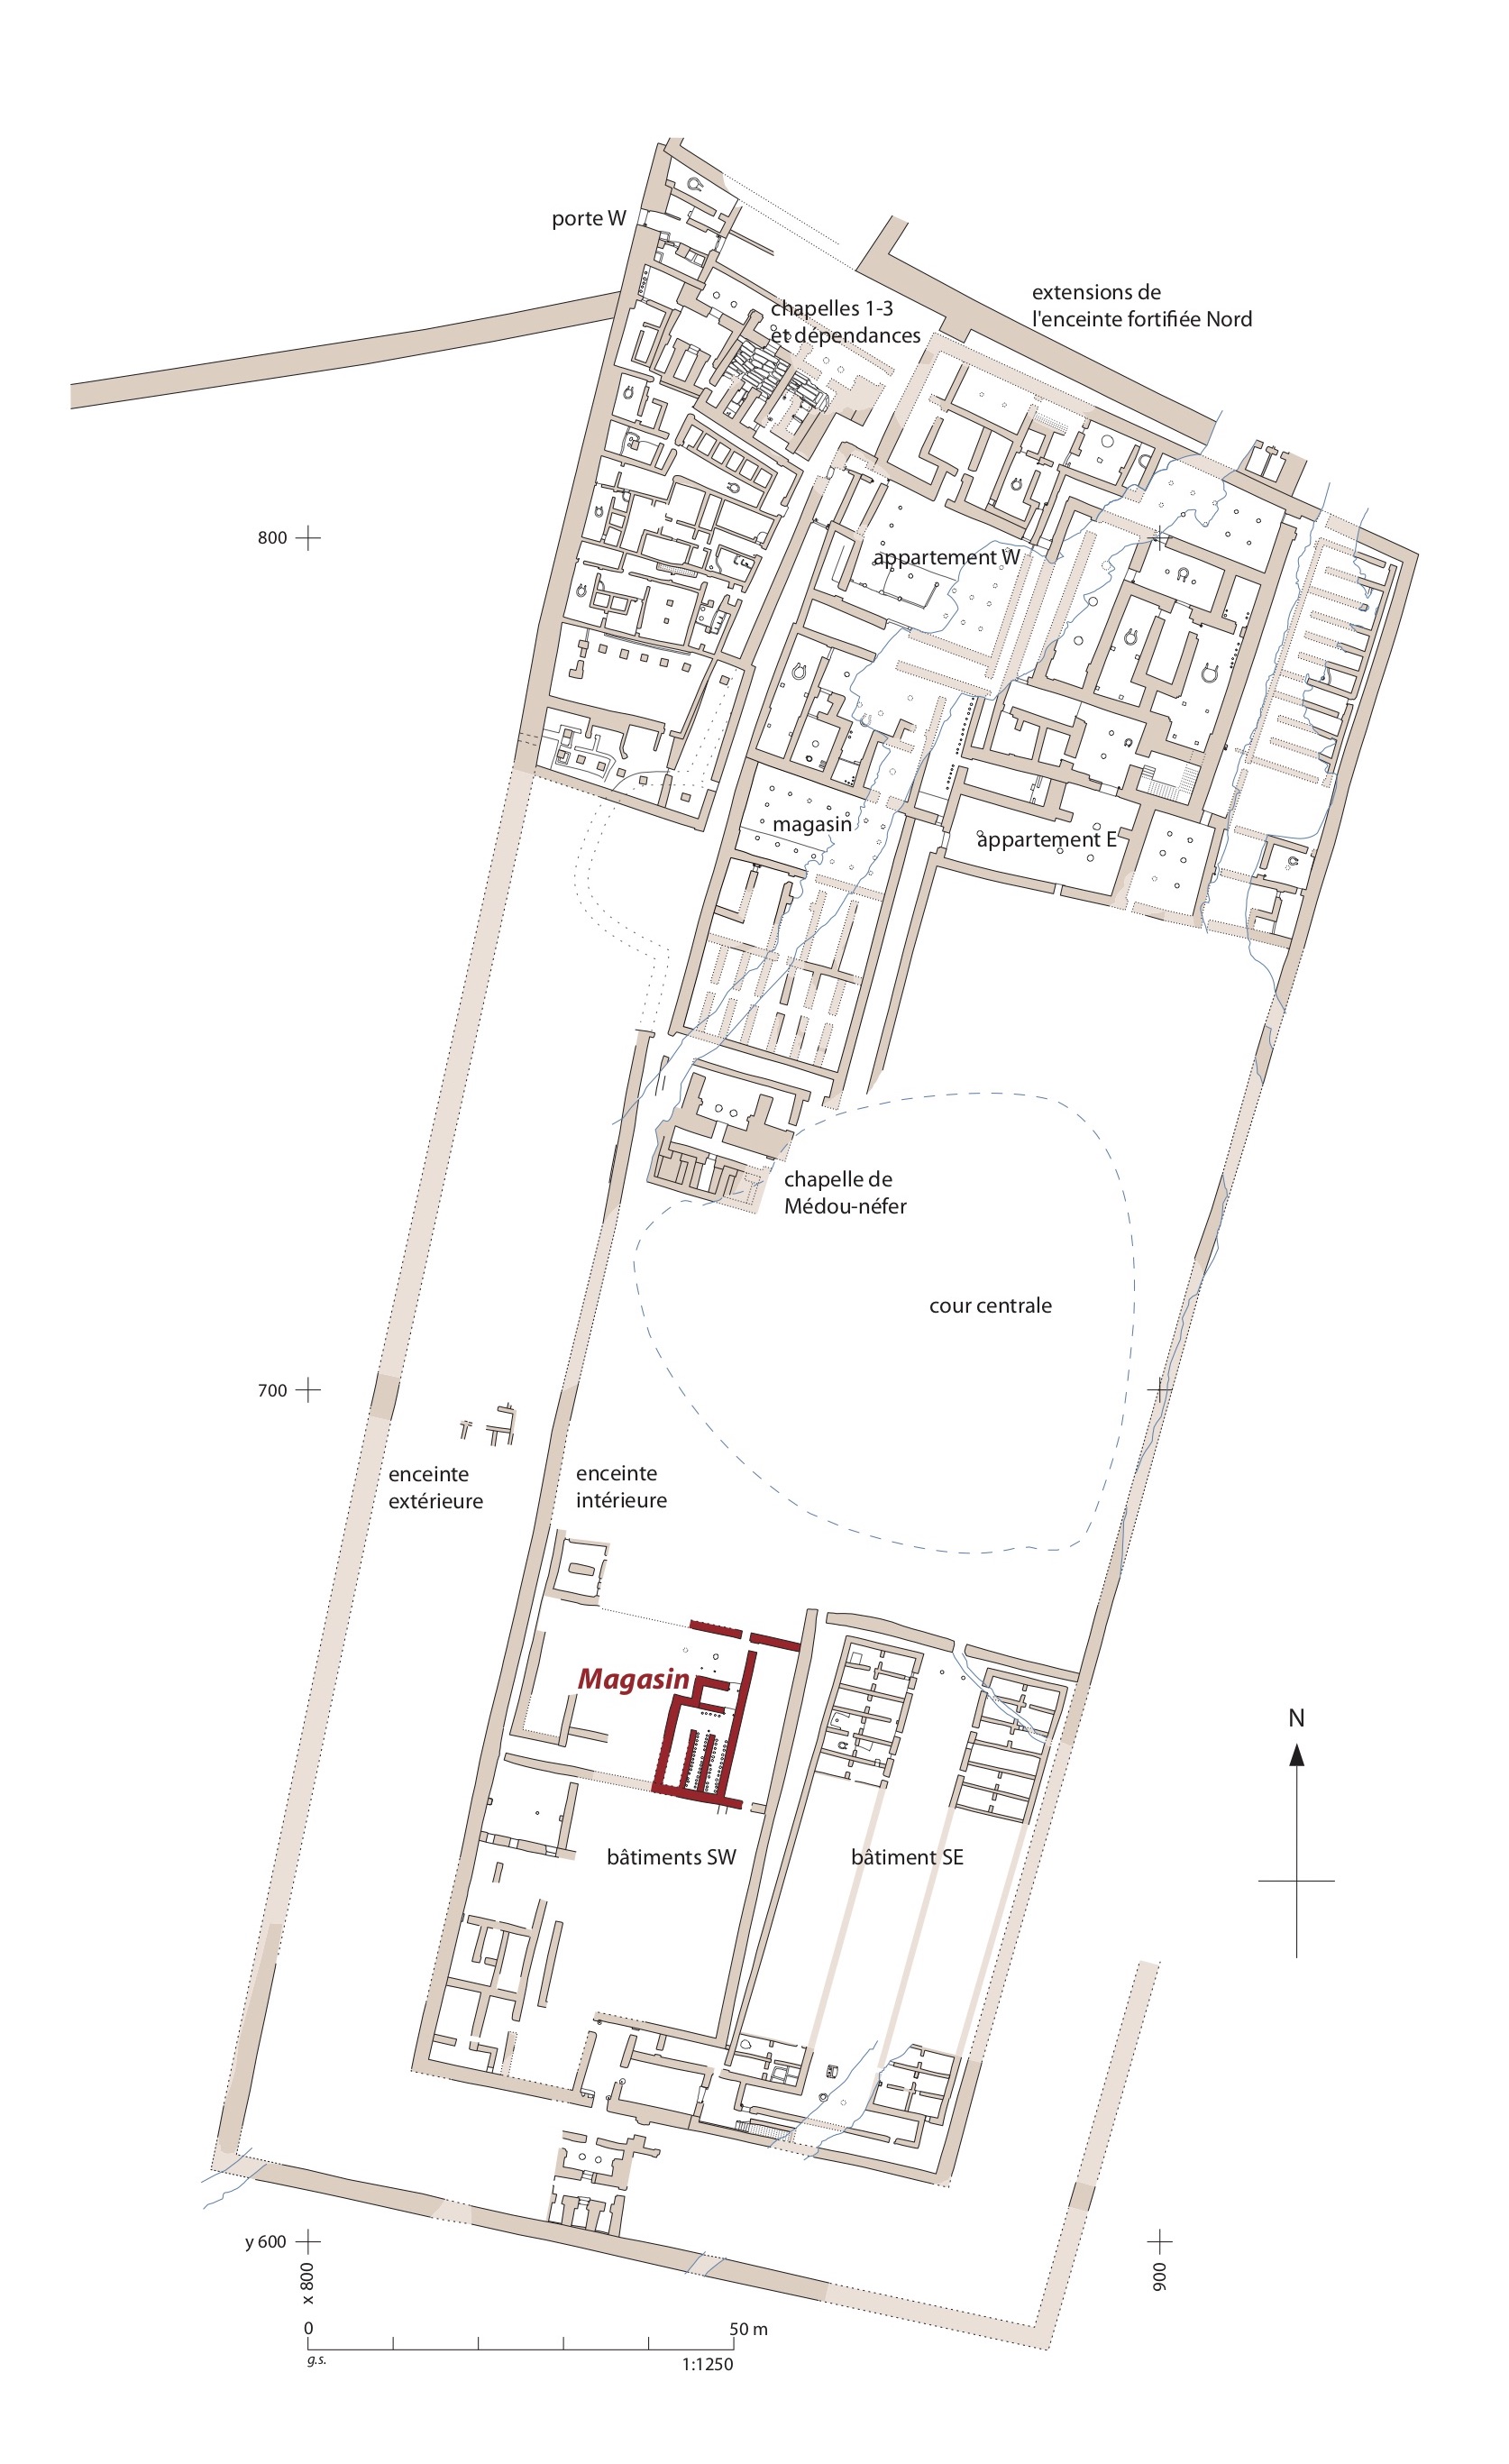 porte W
extensions de
l'enceinte fortifiée Nord
chapelles 1-3
et dépendances
800
appartement W
magasin
appartement E
chapelle de
Médou-néfer
cour centrale
700
enceinte
extérieure
enceinte
intérieure
Magasin
N
bâtiments SW
bâtiment SE
y 600
x 800
900
0
50 m
g.s.
1:1250